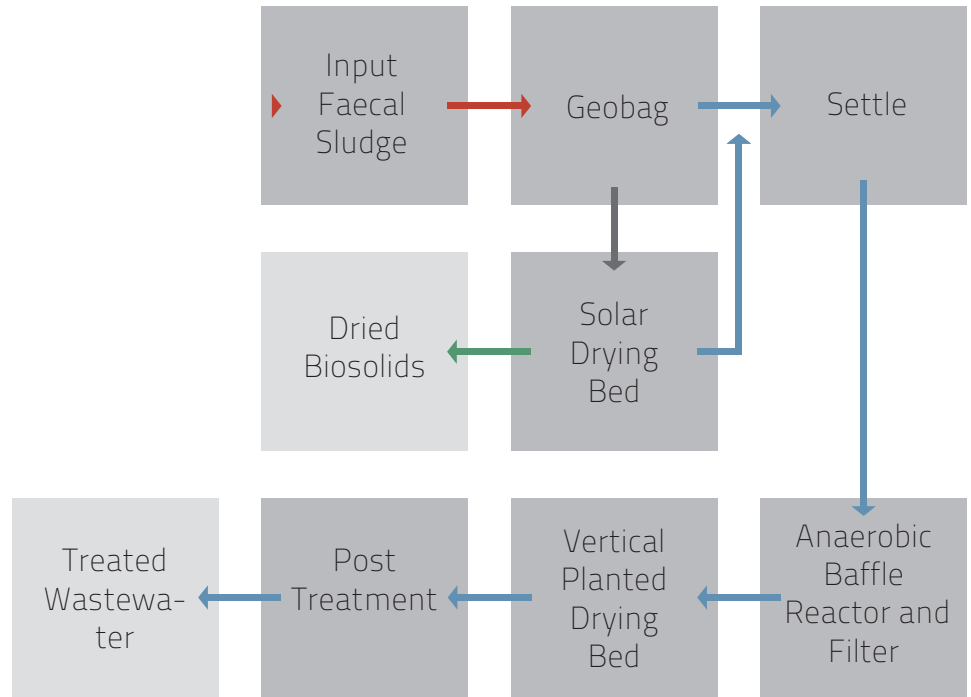 Input
Faecal
Sludge
Geobag
Settle
Dried
Biosolids
Solar
Drying
Bed
Treated
Wastewa-
ter
Post
Treatment
Vertical
Planted
Drying
Bed
Anaerobic
Baffle
Reactor and
Filter